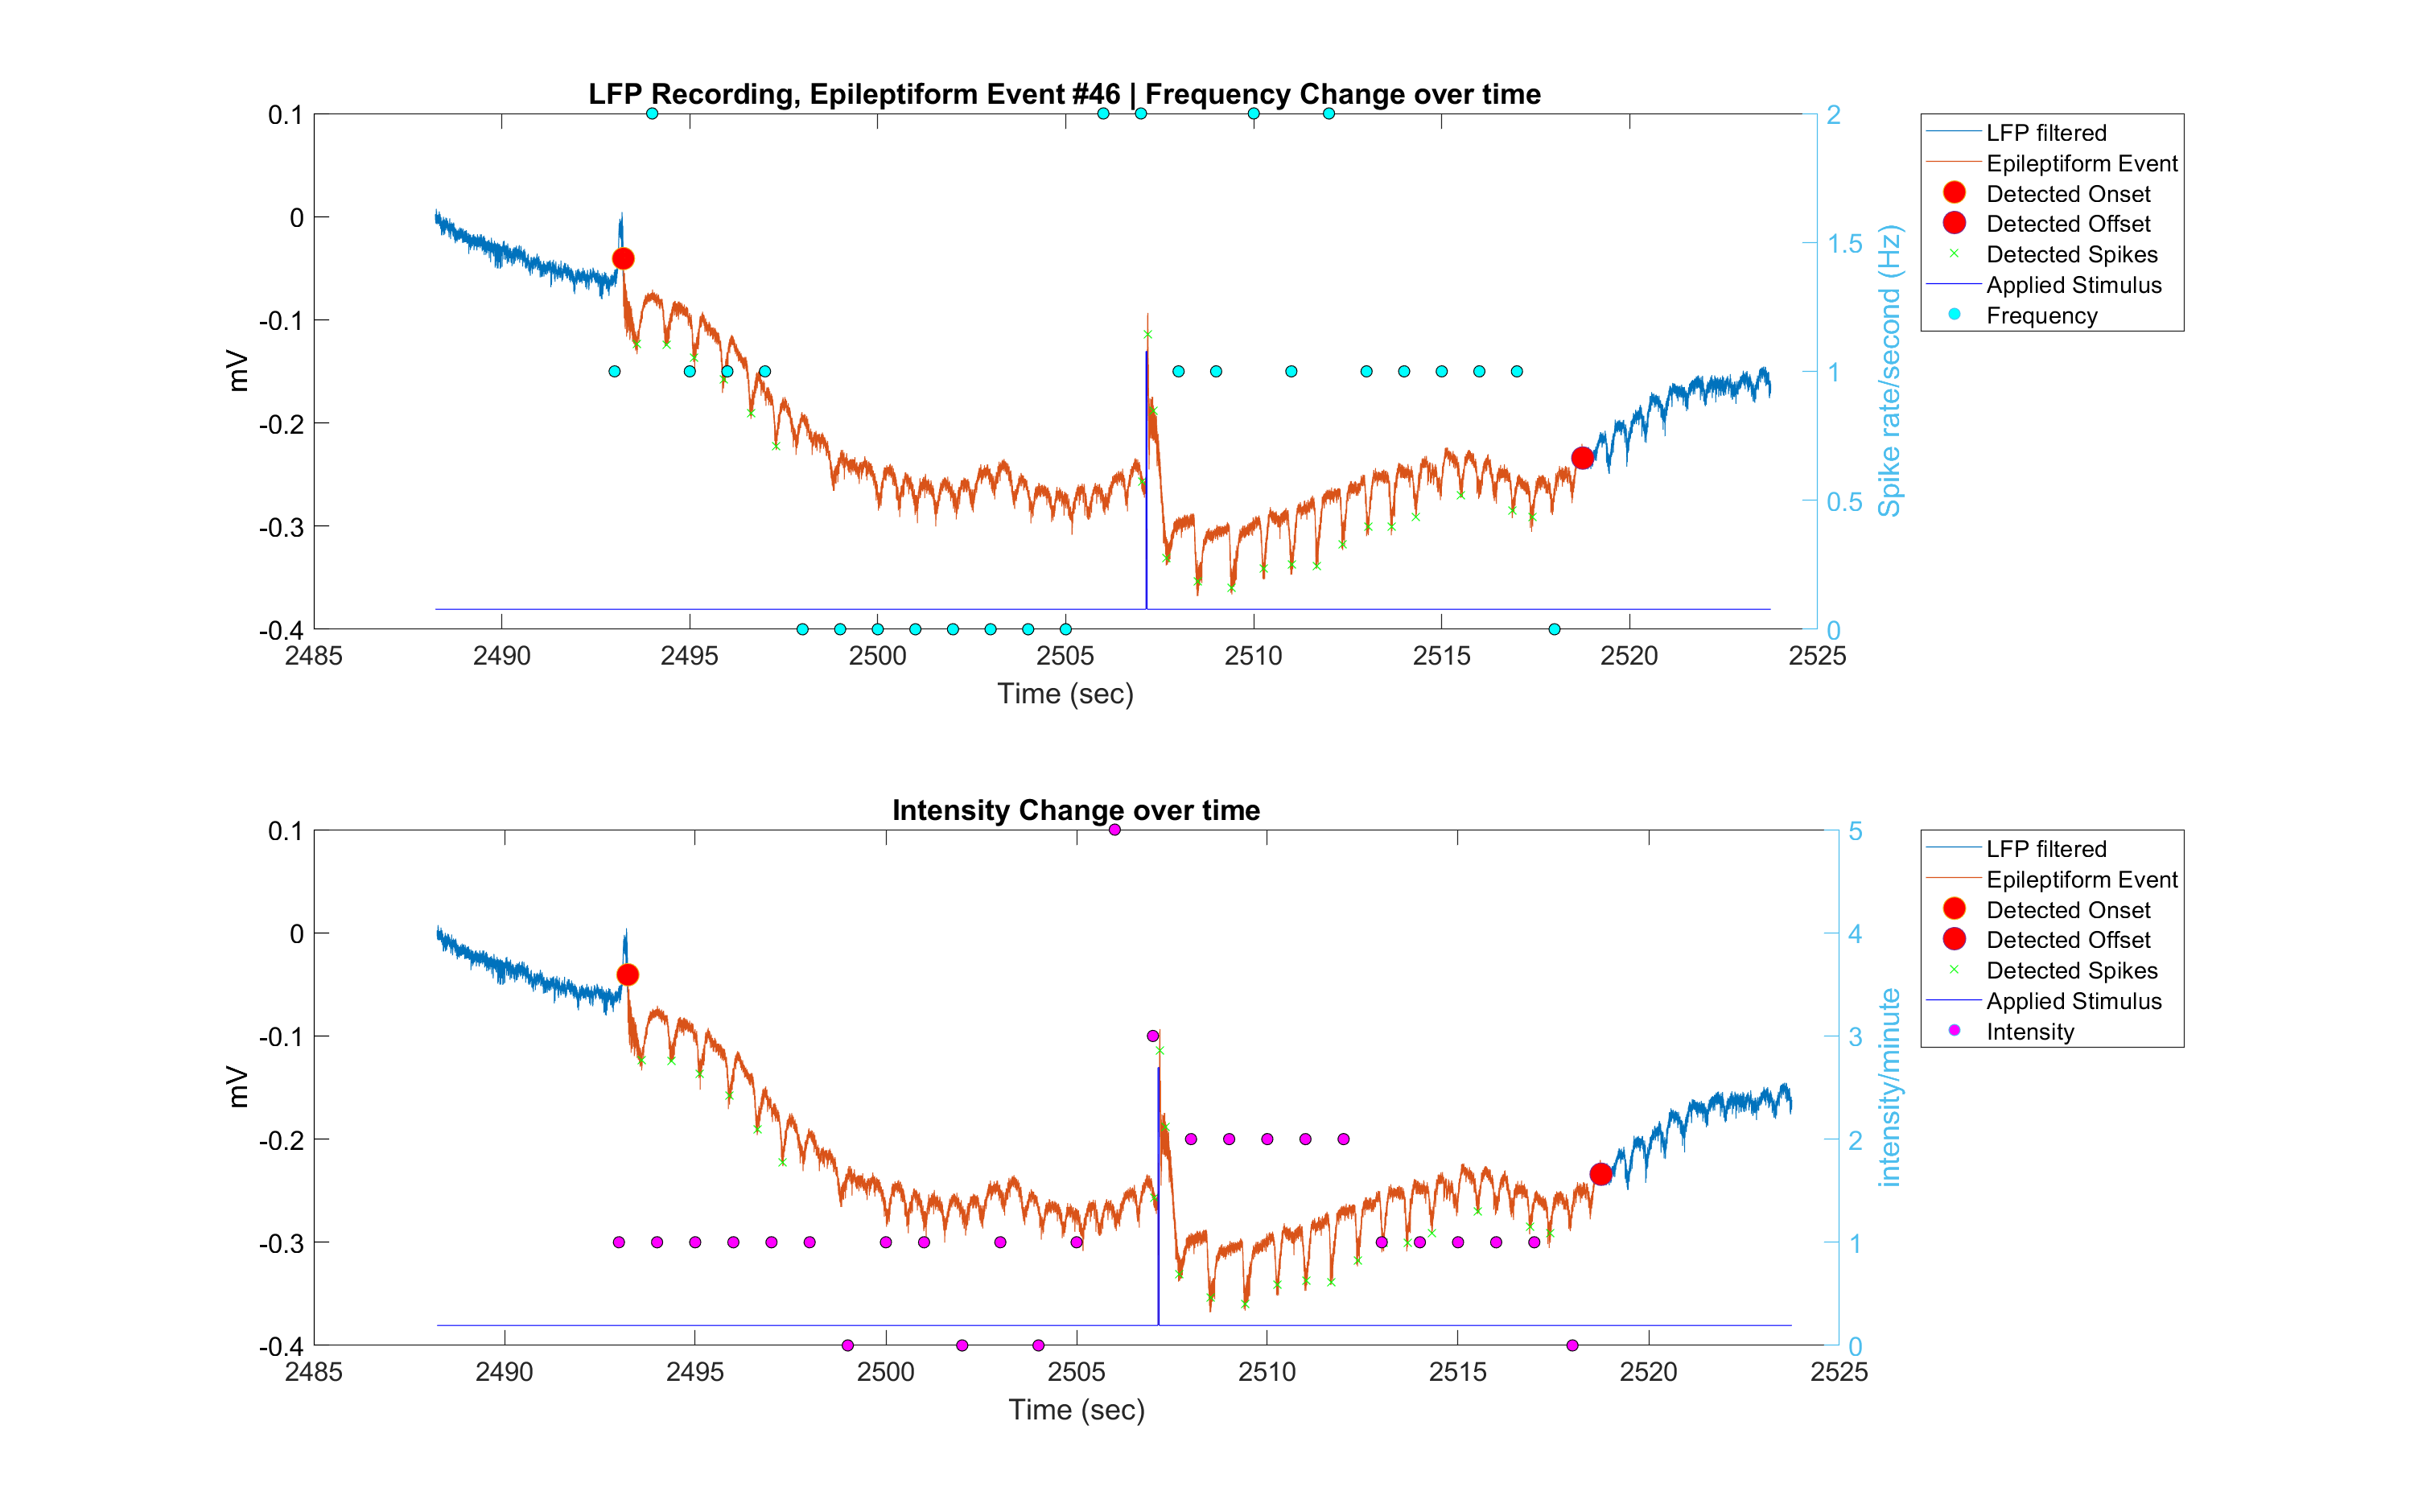 LFP Recording, Epileptiform Event #46 | Frequency Change over time
0.1
0
-0.1
-0.2
-0.3
-0.4
mV
2485
2490
2495
2500
2505
2510
2515
2520
2525
Time (sec)
2
1.5
1
0.5
0
Spike rate/second (Hz)
LFP filtered
Epileptiform Event
Detected Onset
Detected Offset
Detected Spikes
Applied Stimulus
Frequency
Intensity Change over time
0.1
0
-0.1
-0.2
-0.3
-0.4
mV
2485
2490
2495
2500
2505
2510
2515
2520
2525
Time (sec)
5
4
3
2
1
0
intensity/minute
LFP filtered
Epileptiform Event
Detected Onset
Detected Offset
Detected Spikes
Applied Stimulus
Intensity